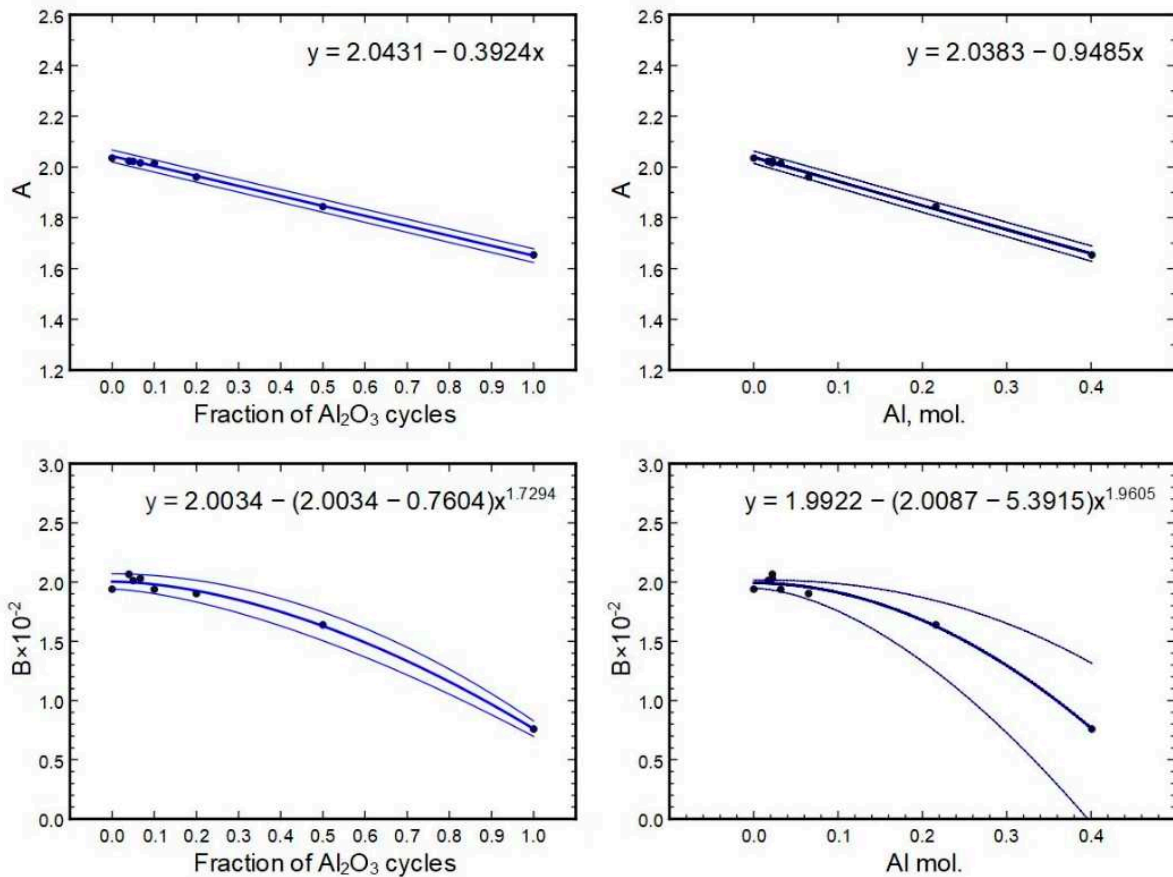 2.6
y = 2.0431 − 0.3924x
2.4
2.2
2.0
A
1.8
1.6
1.4
1.2
0.0 0.1 0.2 0.3 0.4 0.5 0.6 0.7 0.8 0.9 1.0
Fraction of Al₂O₃ cycles
2.6
y = 2.0383 − 0.9485x
2.4
2.2
2.0
A
1.8
1.6
1.4
1.2
0.0 0.1 0.2 0.3 0.4
Al, mol.
3.0
y = 2.0034 − (2.0034 − 0.7604)x^1.7294
2.5
2.0
B×10⁻²
1.5
1.0
0.5
0.0
0.0 0.1 0.2 0.3 0.4 0.5 0.6 0.7 0.8 0.9 1.0
Fraction of Al₂O₃ cycles
3.0
y = 1.9922 − (2.0087 − 5.3915)x^1.9605
2.5
2.0
B×10⁻²
1.5
1.0
0.5
0.0
0.0 0.1 0.2 0.3 0.4
Al mol.